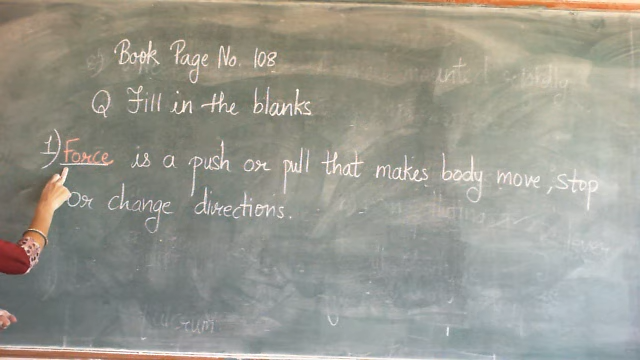 Book Page No. 108
Q Fill in the blanks
1) Force is a push or pull that makes body move, stop
or change directions.